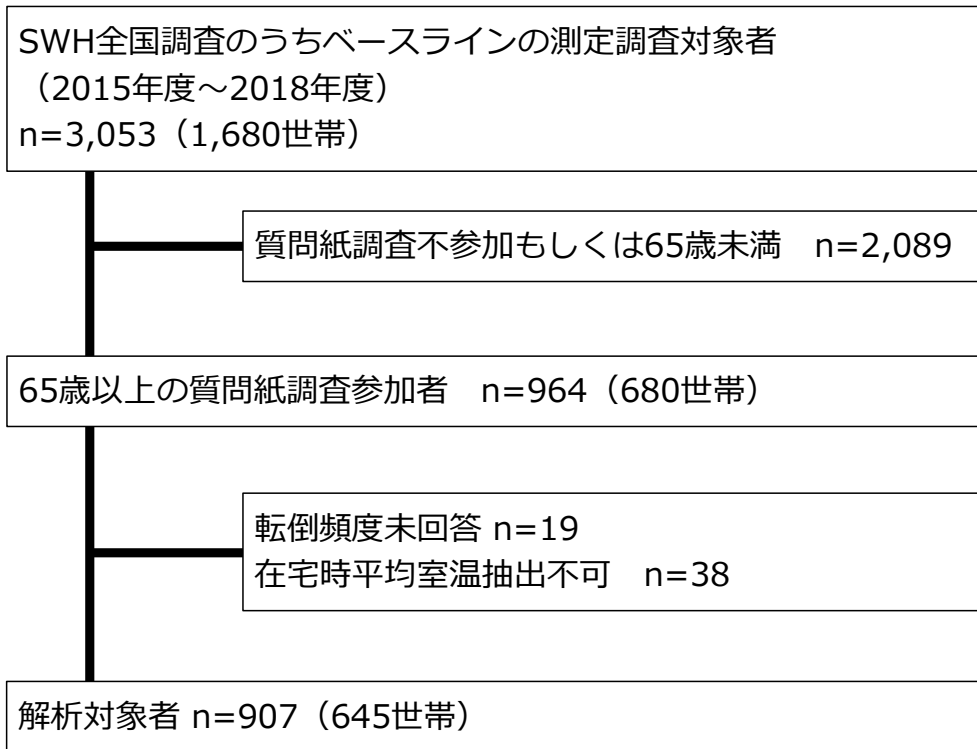 SWH全国調査のうちベースラインの測定調査対象者
（2015年度～2018年度）
n=3,053（1,680世帯）
質問紙調査不参加もしくは65歳未満　n=2,089
65歳以上の質問紙調査参加者　n=964（680世帯）
転倒頻度未回答 n=19
在宅時平均室温抽出不可　n=38
解析対象者 n=907（645世帯）